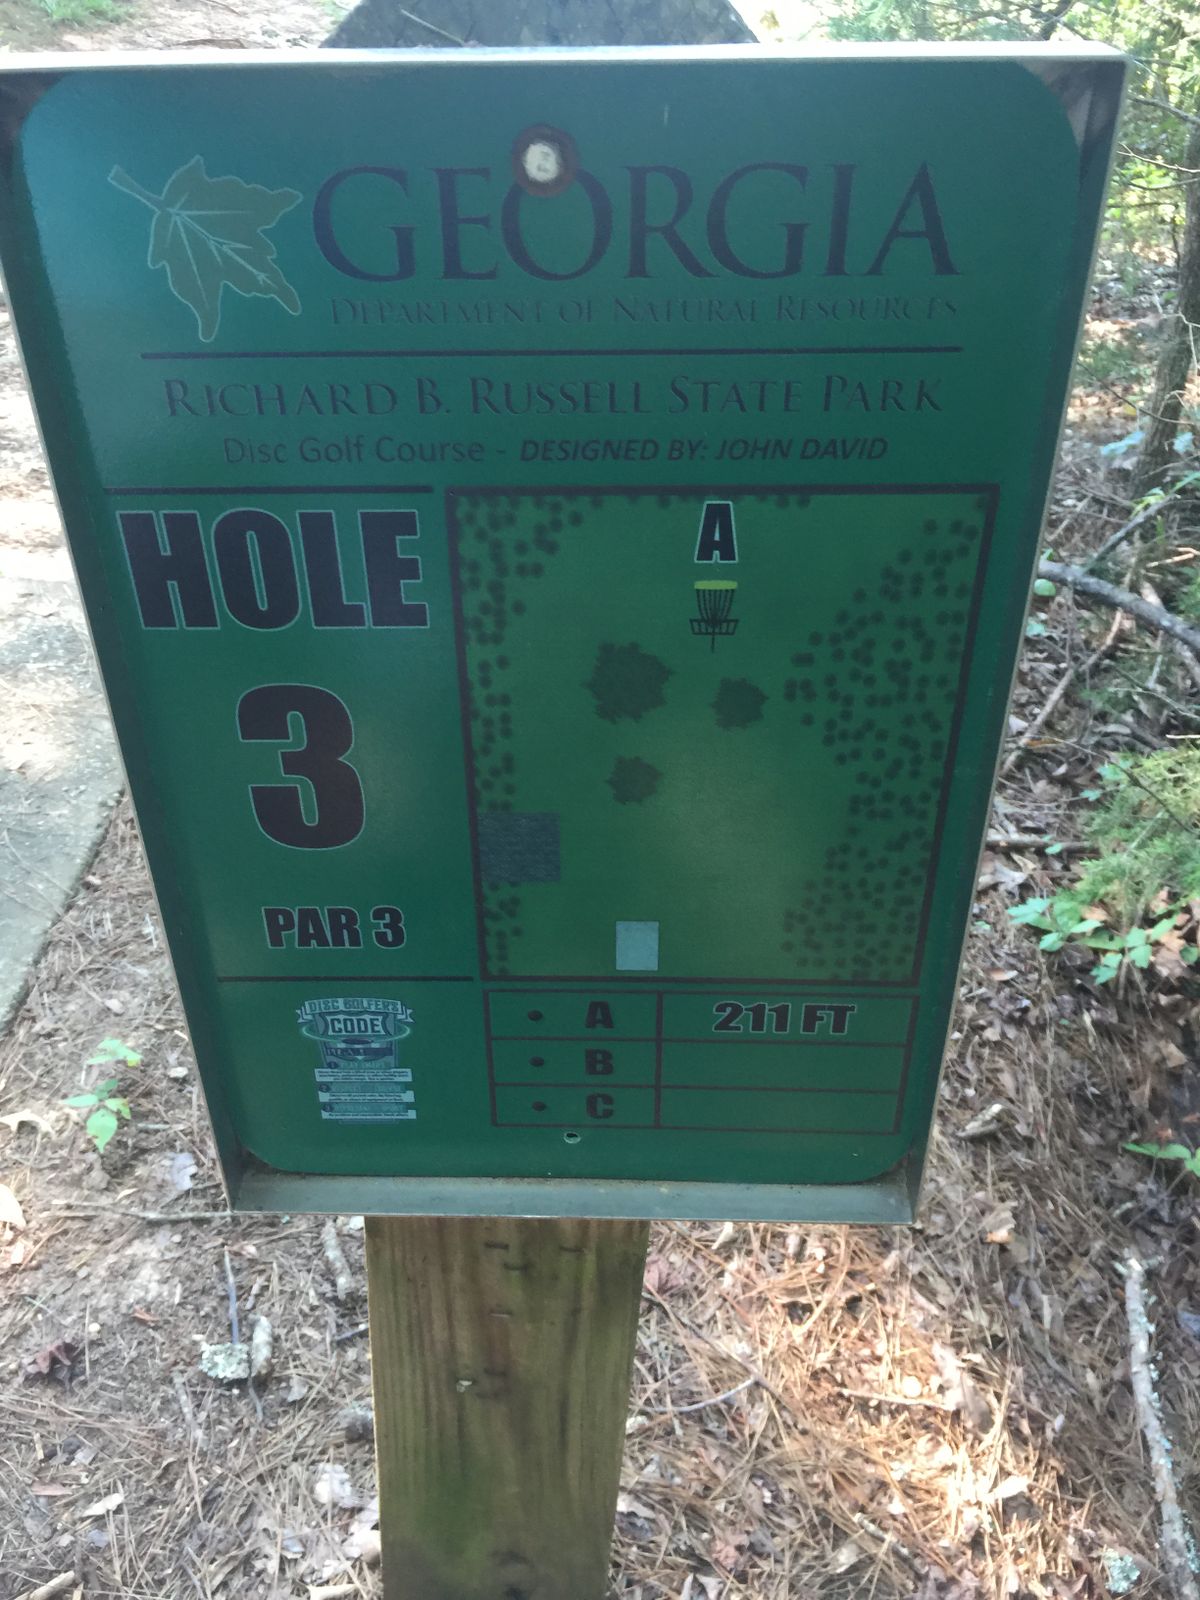 GEORGIA
DEPARTMENT OF NATURAL RESOURCES
RICHARD B. RUSSELL STATE PARK
Disc Golf Course - DESIGNED BY: JOHN DAVID
HOLE
3
PAR 3
A
DISC GOLFERS
CODE
A 211 FT
B
C